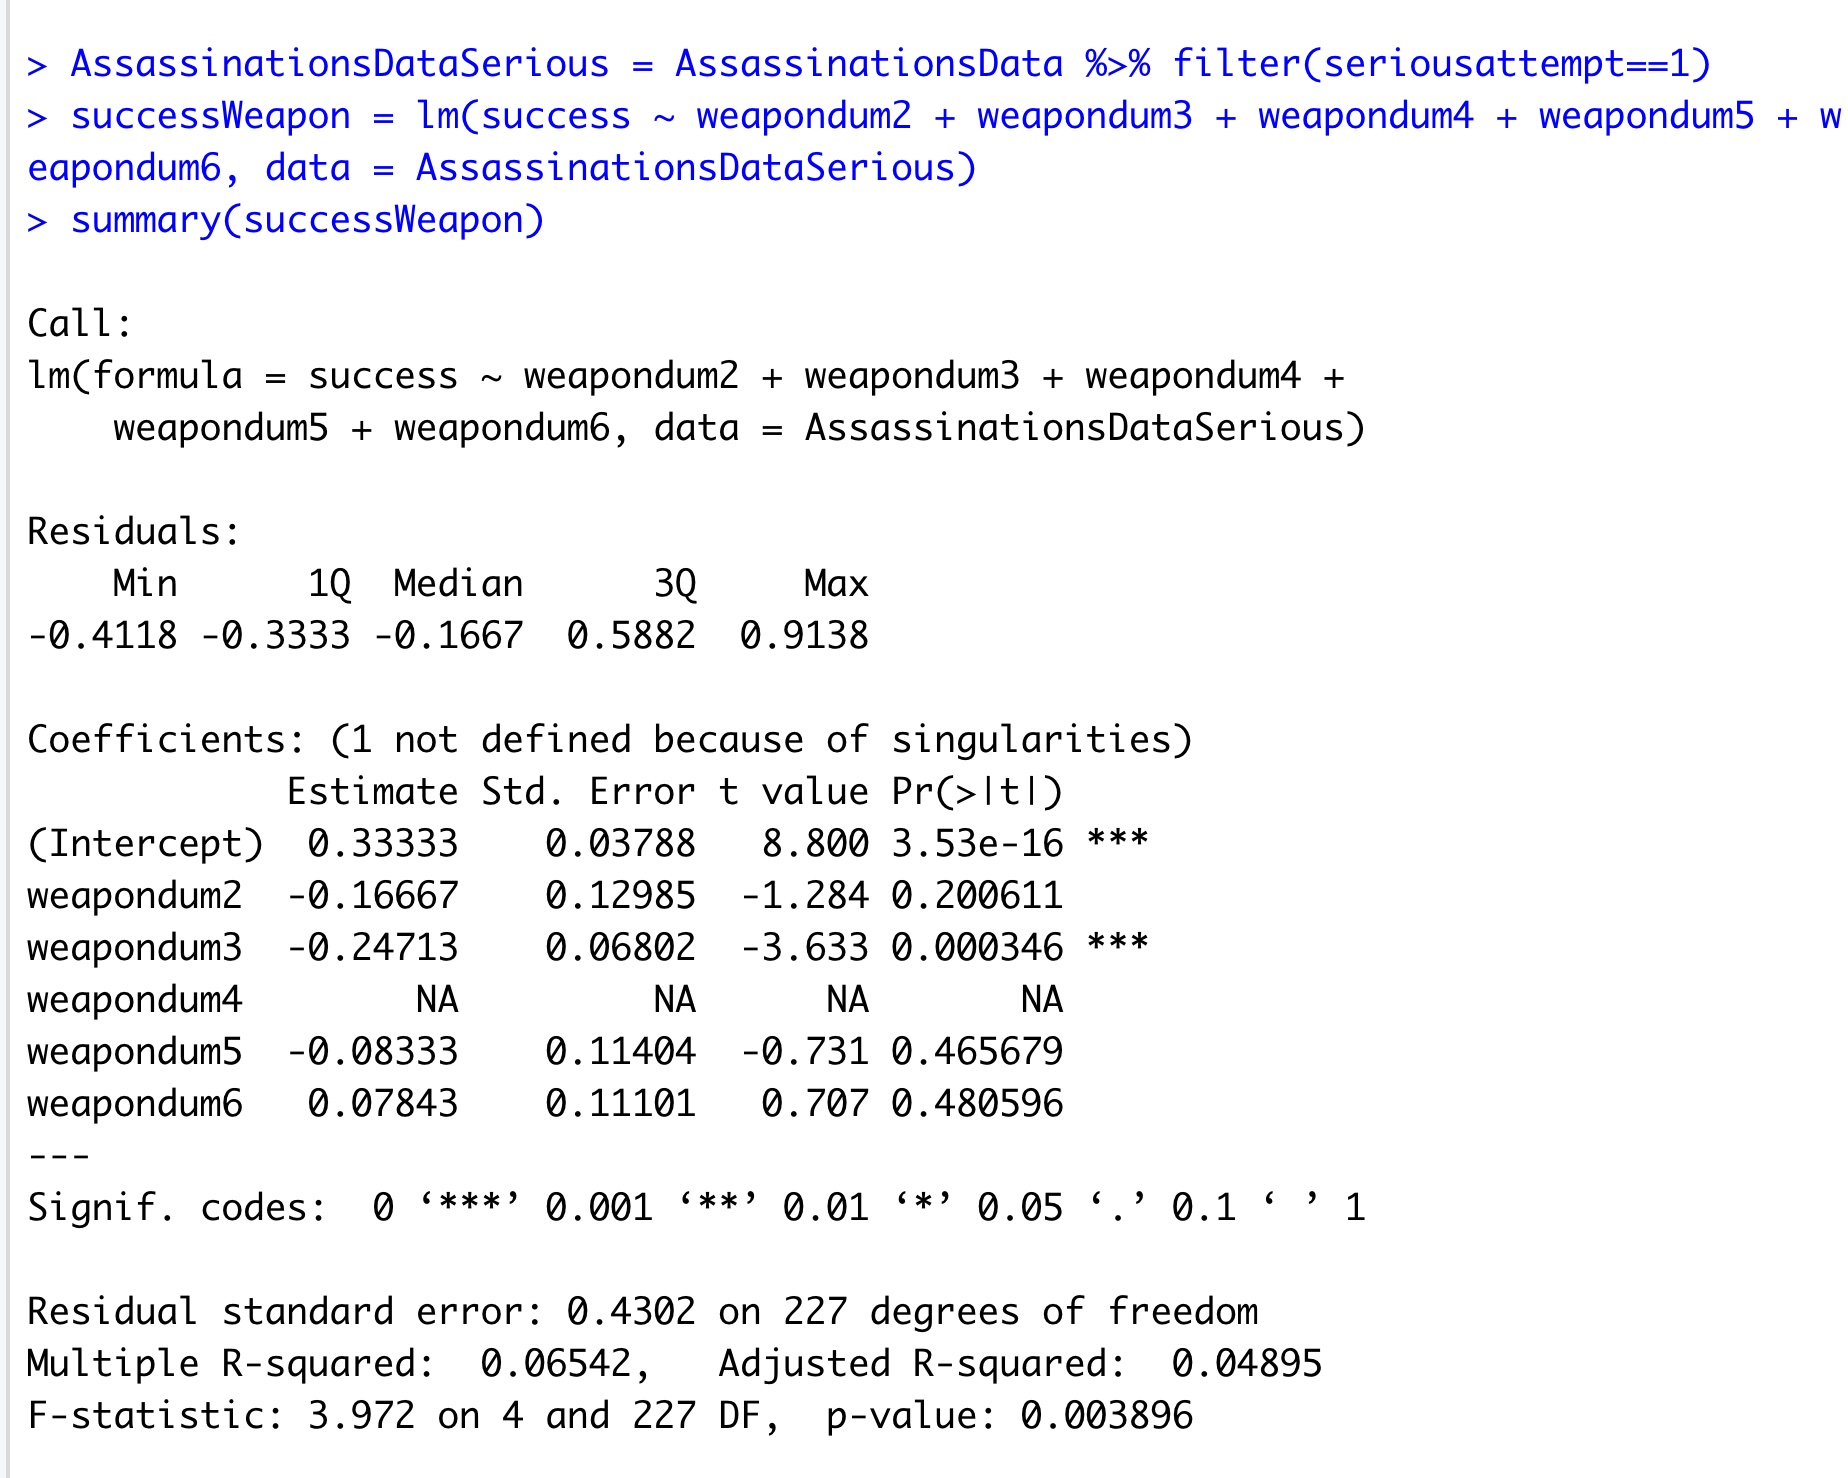 > AssassinationsDataSerious = AssassinationsData %>% filter(seriousattempt==1)
> successWeapon = lm(success ~ weapondum2 + weapondum3 + weapondum4 + weapondum5 + w
eapondum6, data = AssassinationsDataSerious)
> summary(successWeapon)

Call:
lm(formula = success ~ weapondum2 + weapondum3 + weapondum4 +
    weapondum5 + weapondum6, data = AssassinationsDataSerious)

Residuals:
    Min      1Q  Median      3Q     Max
-0.4118 -0.3333 -0.1667  0.5882  0.9138

Coefficients: (1 not defined because of singularities)
            Estimate Std. Error t value Pr(>|t|)
(Intercept)  0.33333    0.03788   8.800 3.53e-16 ***
weapondum2  -0.16667    0.12985  -1.284 0.200611
weapondum3  -0.24713    0.06802  -3.633 0.000346 ***
weapondum4        NA         NA      NA       NA
weapondum5  -0.08333    0.11404  -0.731 0.465679
weapondum6   0.07843    0.11101   0.707 0.480596
---
Signif. codes:  0 ‘***’ 0.001 ‘**’ 0.01 ‘*’ 0.05 ‘.’ 0.1 ‘ ’ 1

Residual standard error: 0.4302 on 227 degrees of freedom
Multiple R-squared:  0.06542,   Adjusted R-squared:  0.04895
F-statistic: 3.972 on 4 and 227 DF,  p-value: 0.003896